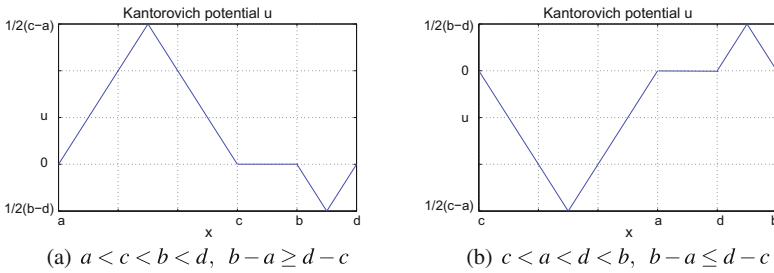 Kantorovich potential u
1/2(c−a)
u
0
1/2(b−d)
a
c
b
d
x
(a) a < c < b < d, b − a ≥ d − c
Kantorovich potential u
1/2(b−d)
0
u
1/2(c−a)
c
a
d
b
x
(b) c < a < d < b, b − a ≤ d − c